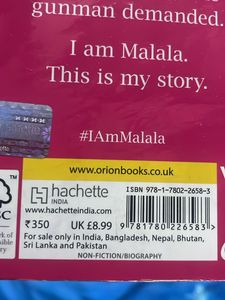 gunman demanded.
I am Malala.
This is my story.
#IAmMalala
www.orionbooks.co.uk
hachette
INDIA
www.hachetteindia.com
ISBN 978-1-7802-2658-3
₹350 UK £8.99
9 781780 226583
For sale only in India, Bangladesh, Nepal, Bhutan,
Sri Lanka and Pakistan
NON-FICTION/BIOGRAPHY
SC